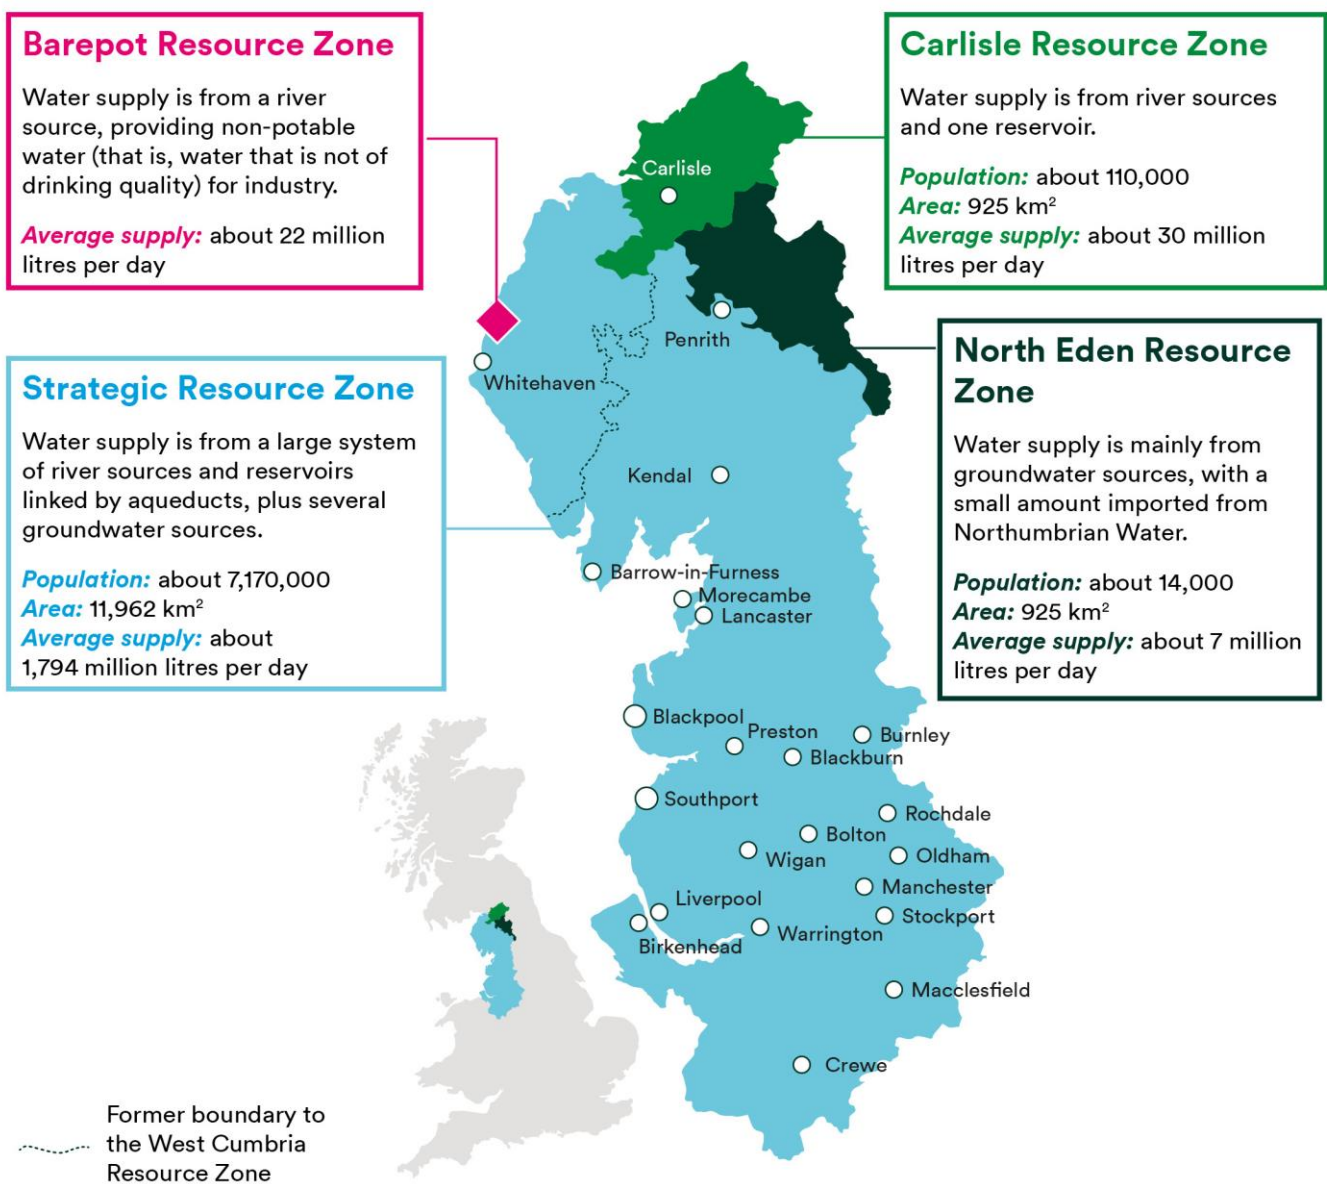 Barepot Resource Zone
Water supply is from a river
source, providing non-potable
water (that is, water that is not of
drinking quality) for industry.
Average supply: about 22 million
litres per day
Carlisle Resource Zone
Water supply is from river sources
and one reservoir.
Population: about 110,000
Area: 925 km²
Average supply: about 30 million
litres per day
Strategic Resource Zone
Water supply is from a large system
of river sources and reservoirs
linked by aqueducts, plus several
groundwater sources.
Population: about 7,170,000
Area: 11,962 km²
Average supply: about
1,794 million litres per day
North Eden Resource
Zone
Water supply is mainly from
groundwater sources, with a
small amount imported from
Northumbrian Water.
Population: about 14,000
Area: 925 km²
Average supply: about 7 million
litres per day
Carlisle
Penrith
Whitehaven
Kendal
Barrow-in-Furness
Morecambe
Lancaster
Blackpool
Preston
Burnley
Blackburn
Southport
Rochdale
Bolton
Wigan
Oldham
Manchester
Liverpool
Stockport
Birkenhead
Warrington
Macclesfield
Crewe
Former boundary to
the West Cumbria
Resource Zone